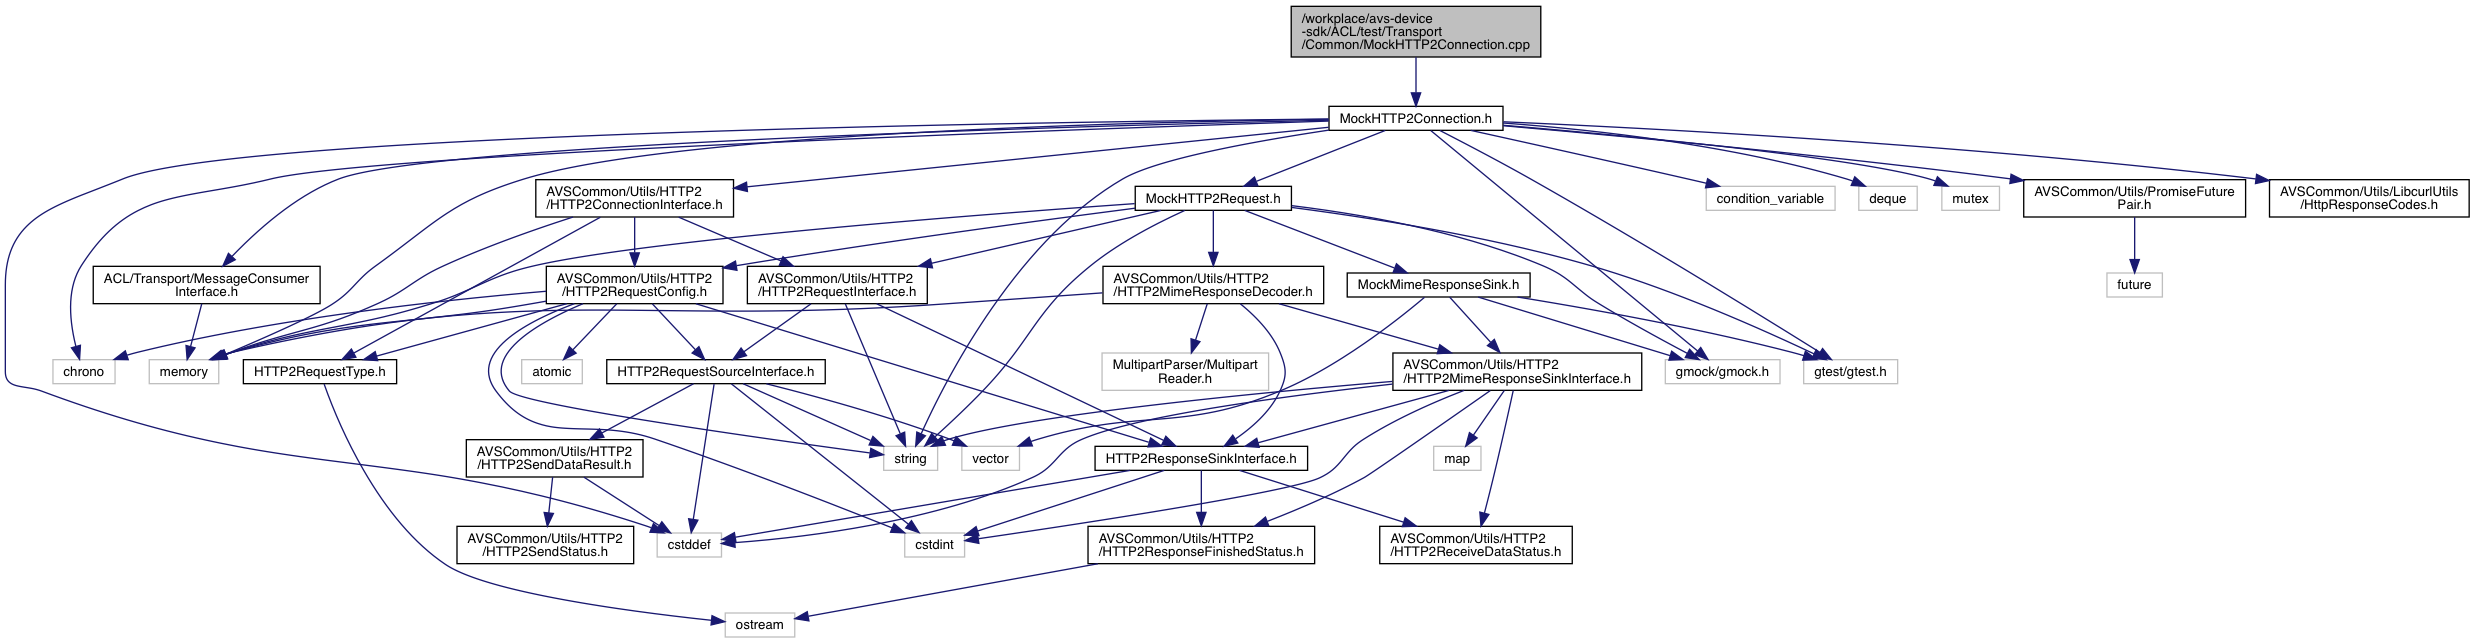 /workplace/avs-device
-sdk/ACL/test/Transport
/Common/MockHTTP2Connection.cpp
MockHTTP2Connection.h
AVSCommon/Utils/HTTP2
/HTTP2ConnectionInterface.h
MockHTTP2Request.h
condition_variable
deque
mutex
AVSCommon/Utils/PromiseFuture
Pair.h
AVSCommon/Utils/LibcurlUtils
/HttpResponseCodes.h
ACL/Transport/MessageConsumer
Interface.h
AVSCommon/Utils/HTTP2
/HTTP2RequestConfig.h
AVSCommon/Utils/HTTP2
/HTTP2RequestInterface.h
AVSCommon/Utils/HTTP2
/HTTP2MimeResponseDecoder.h
MockMimeResponseSink.h
future
chrono
memory
HTTP2RequestType.h
atomic
HTTP2RequestSourceInterface.h
MultipartParser/Multipart
Reader.h
AVSCommon/Utils/HTTP2
/HTTP2MimeResponseSinkInterface.h
gmock/gmock.h
gtest/gtest.h
AVSCommon/Utils/HTTP2
/HTTP2SendDataResult.h
string
vector
HTTP2ResponseSinkInterface.h
map
AVSCommon/Utils/HTTP2
/HTTP2SendStatus.h
cstddef
cstdint
AVSCommon/Utils/HTTP2
/HTTP2ResponseFinishedStatus.h
AVSCommon/Utils/HTTP2
/HTTP2ReceiveDataStatus.h
ostream